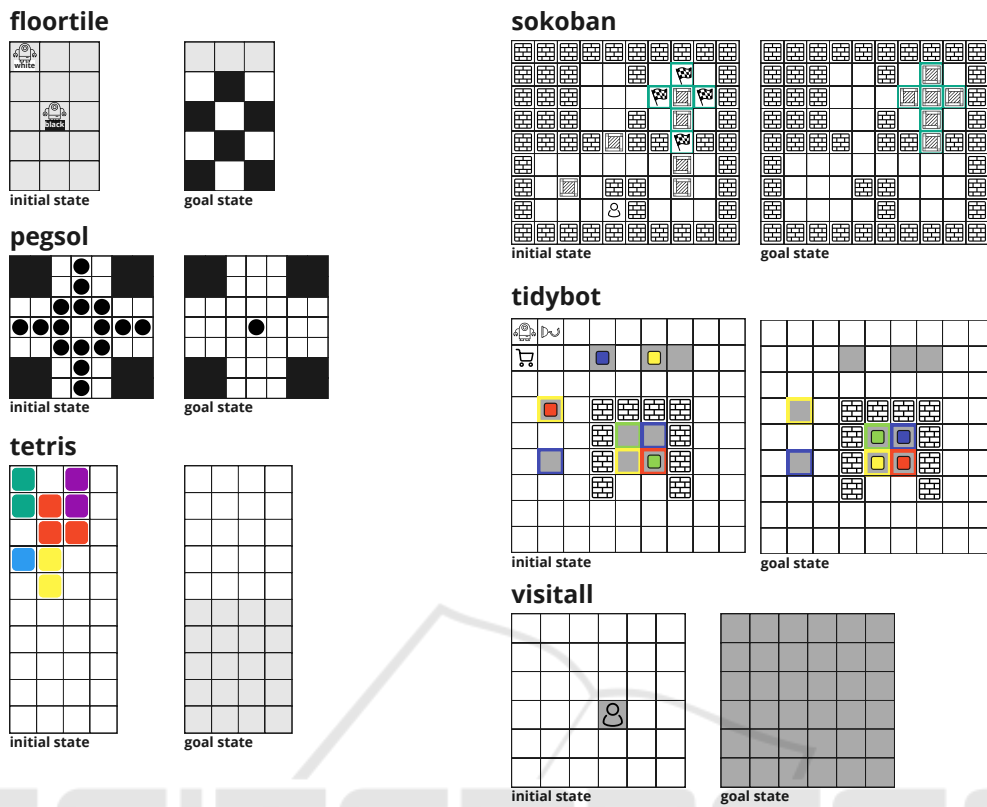 floortile
white
black
initial state
goal state
pegsol
initial state
goal state
tetris
initial state
goal state
sokoban
initial state
goal state
tidybot
initial state
goal state
visitall
initial state
goal state